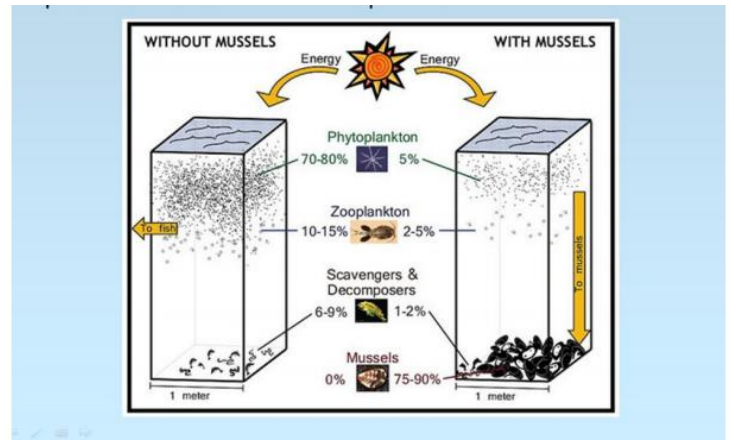 WITHOUT MUSSELS
WITH MUSSELS
Energy
Energy
Phytoplankton
70-80%
5%
To fish
Zooplankton
10-15%
2-5%
To mussels
Scavengers &
Decomposers
6-9%
1-2%
Mussels
0%
75-90%
1 meter
1 meter